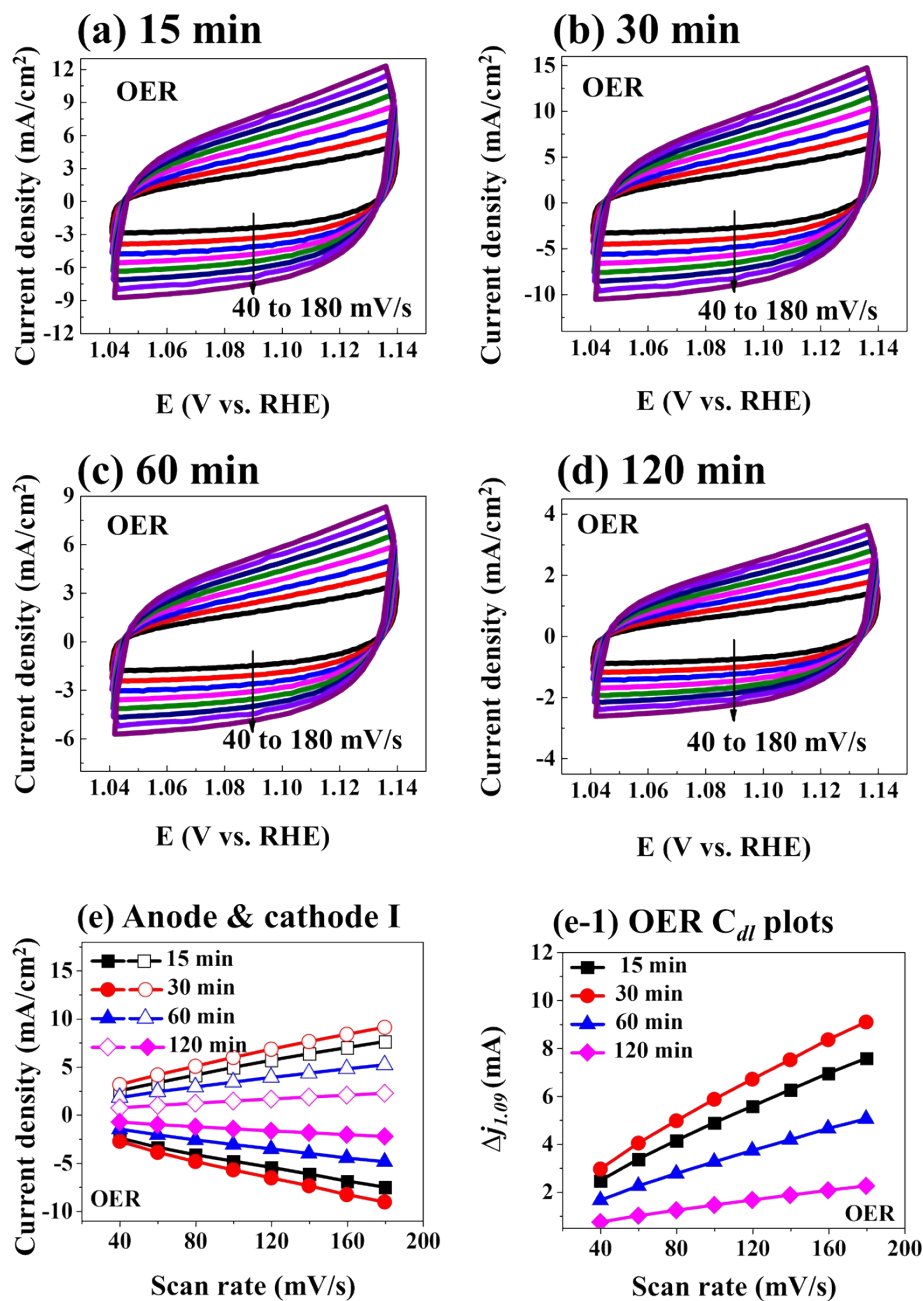 (a) 15 min
OER
Current density (mA/cm²)
12
9
6
3
0
-3
-6
-9
-12
40 to 180 mV/s
1.04 1.06 1.08 1.10 1.12 1.14
E (V vs. RHE)
(b) 30 min
OER
Current density (mA/cm²)
15
10
5
0
-5
-10
40 to 180 mV/s
1.04 1.06 1.08 1.10 1.12 1.14
E (V vs. RHE)
(c) 60 min
OER
Current density (mA/cm²)
9
6
3
0
-3
-6
40 to 180 mV/s
1.04 1.06 1.08 1.10 1.12 1.14
E (V vs. RHE)
(d) 120 min
OER
Current density (mA/cm²)
4
2
0
-2
-4
40 to 180 mV/s
1.04 1.06 1.08 1.10 1.12 1.14
E (V vs. RHE)
(e) Anode & cathode I
Current density (mA/cm²)
15
10
5
0
-5
-10
15 min
30 min
60 min
120 min
OER
40 80 120 160 200
Scan rate (mV/s)
(e-1) OER Cdl plots
Δj1.09 (mA)
12
10
8
6
4
2
15 min
30 min
60 min
120 min
OER
40 80 120 160 200
Scan rate (mV/s)